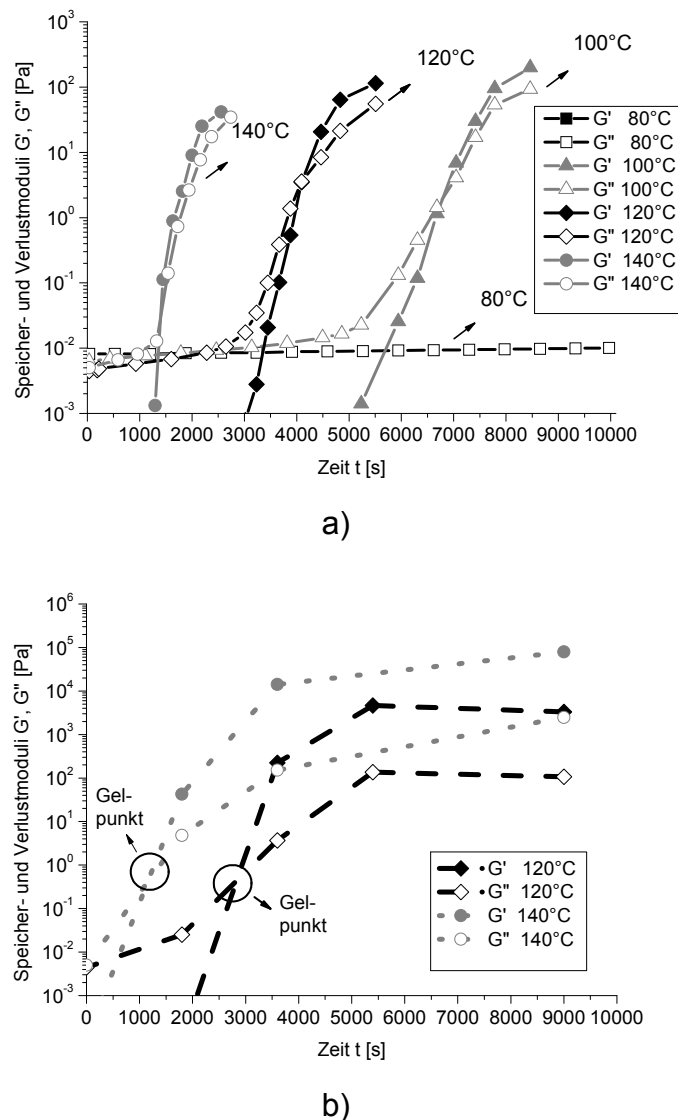 10⁵
10⁴
10³
10²
10¹
10⁰
10⁻¹
10⁻²
10⁻³
Speicher- und Verlustmoduli G', G" [Pa]
140°C
120°C
100°C
80°C
G' 80°C
G" 80°C
G' 100°C
G" 100°C
G' 120°C
G" 120°C
G' 140°C
G" 140°C
0 1000 2000 3000 4000 5000 6000 7000 8000 9000 10000
Zeit t [s]
a)
10⁶
10⁵
10⁴
10³
10²
10¹
10⁰
10⁻¹
10⁻²
10⁻³
Speicher- und Verlustmoduli G', G" [Pa]
Gel-
punkt
Gel-
punkt
G' 120°C
G" 120°C
G' 140°C
G" 140°C
0 1000 2000 3000 4000 5000 6000 7000 8000 9000 10000
Zeit t [s]
b)